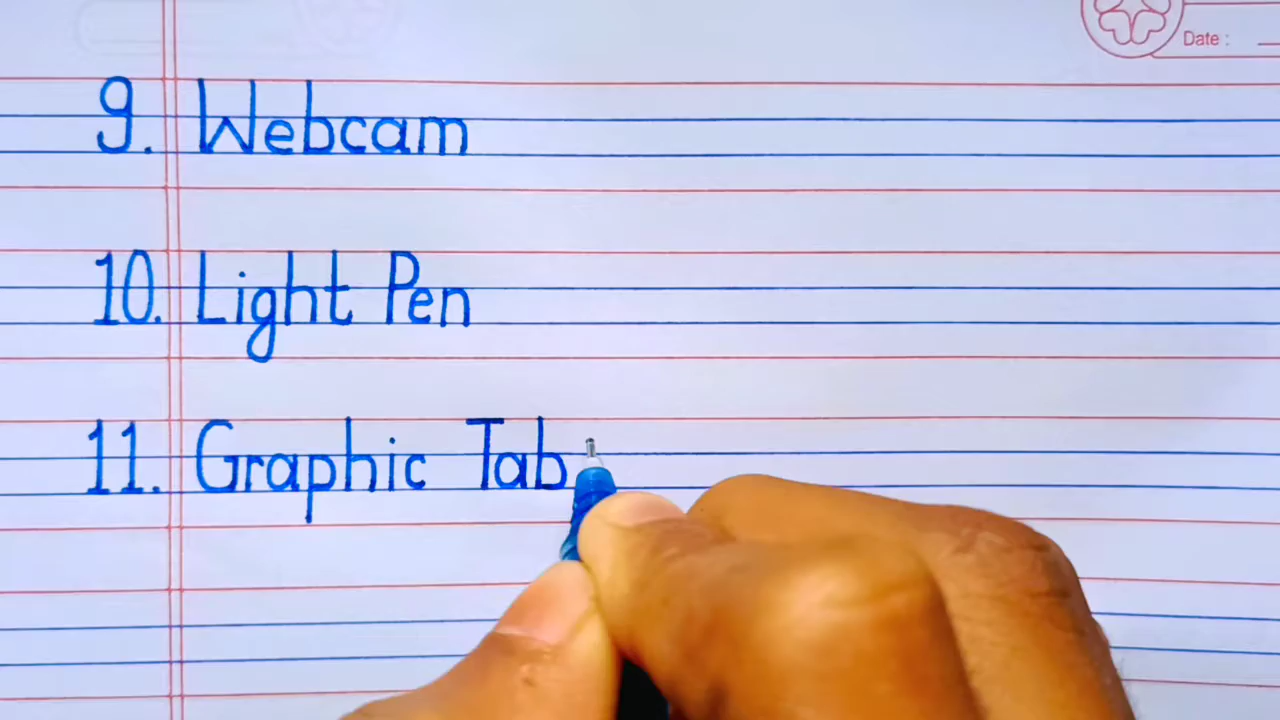 Date :
9. Webcam
10. Light Pen
11. Graphic Tab